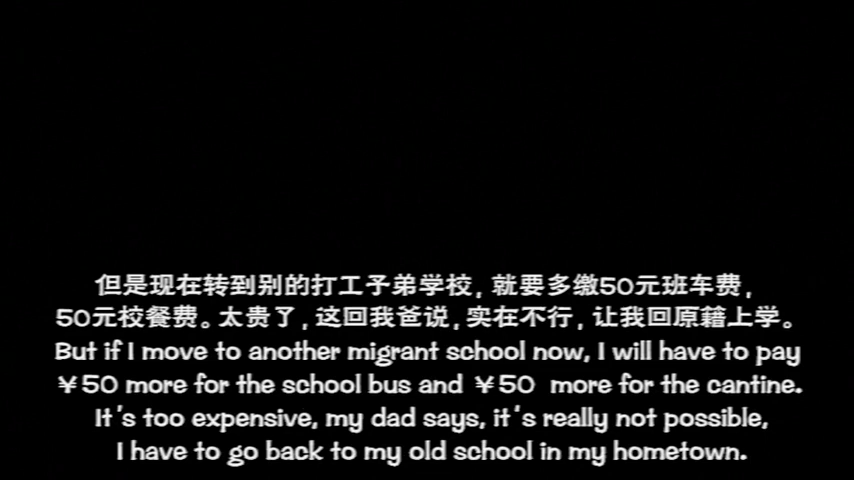 但是现在转到别的打工子弟学校，就要多缴50元班车费，
50元校餐费。太贵了，这回我爸说，实在不行，让我回原籍上学。
But if I move to another migrant school now, I will have to pay
￥50 more for the school bus and ￥50 more for the cantine.
It's too expensive, my dad says, it's really not possible,
I have to go back to my old school in my hometown.